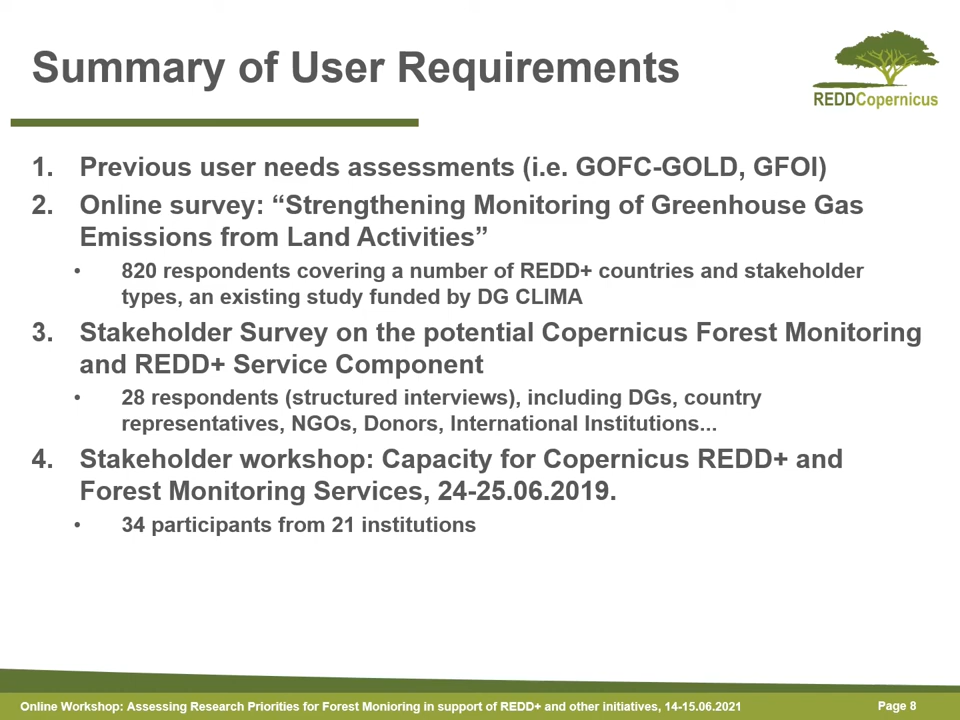 Summary of User Requirements
REDDCopernicus
1. Previous user needs assessments (i.e. GOFC-GOLD, GFOI)
2. Online survey: “Strengthening Monitoring of Greenhouse Gas
Emissions from Land Activities”
• 820 respondents covering a number of REDD+ countries and stakeholder
types, an existing study funded by DG CLIMA
3. Stakeholder Survey on the potential Copernicus Forest Monitoring
and REDD+ Service Component
• 28 respondents (structured interviews), including DGs, country
representatives, NGOs, Donors, International Institutions...
4. Stakeholder workshop: Capacity for Copernicus REDD+ and
Forest Monitoring Services, 24-25.06.2019.
• 34 participants from 21 institutions
Online Workshop: Assessing Research Priorities for Forest Monioring in support of REDD+ and other initiatives, 14-15.06.2021
Page 8